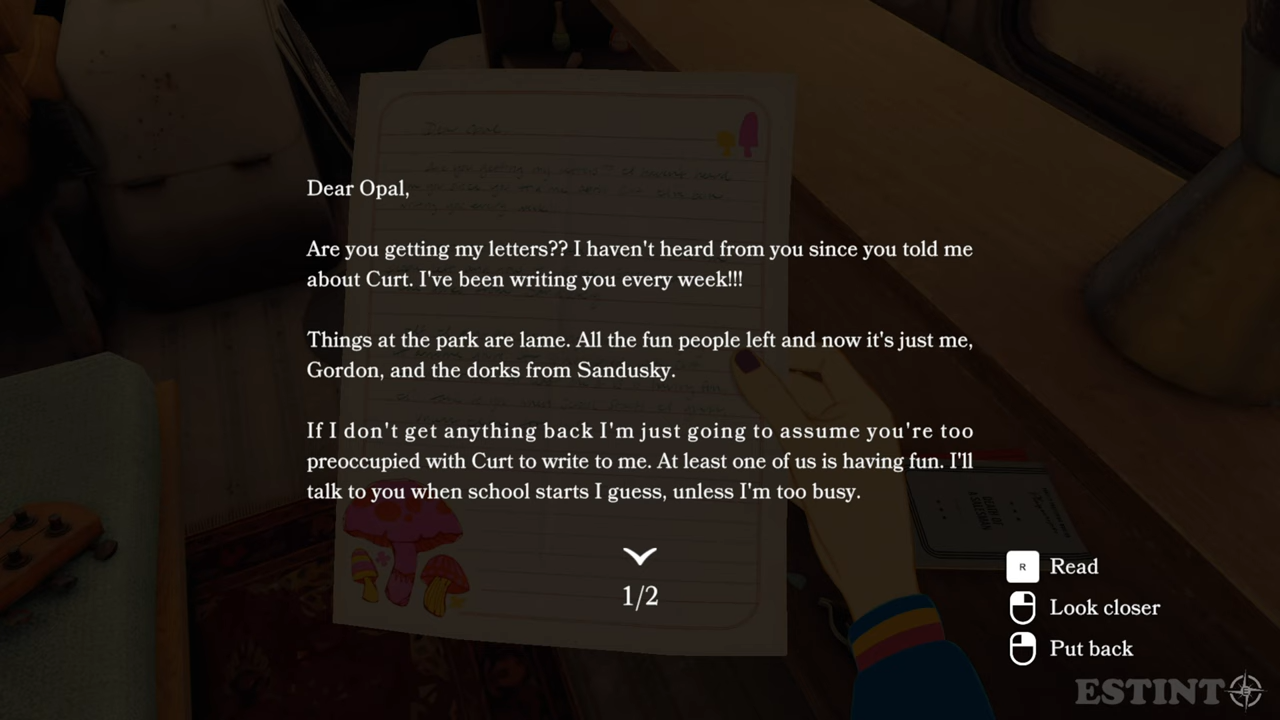 Dear Opal,
Are you getting my letters?? I haven't heard from you since you told me
about Curt. I've been writing you every week!!!
Things at the park are lame. All the fun people left and now it's just me,
Gordon, and the dorks from Sandusky.
If I don't get anything back I'm just going to assume you're too
preoccupied with Curt to write to me. At least one of us is having fun. I'll
talk to you when school starts I guess, unless I'm too busy.
1/2
R Read
Look closer
Put back
ESTINTO